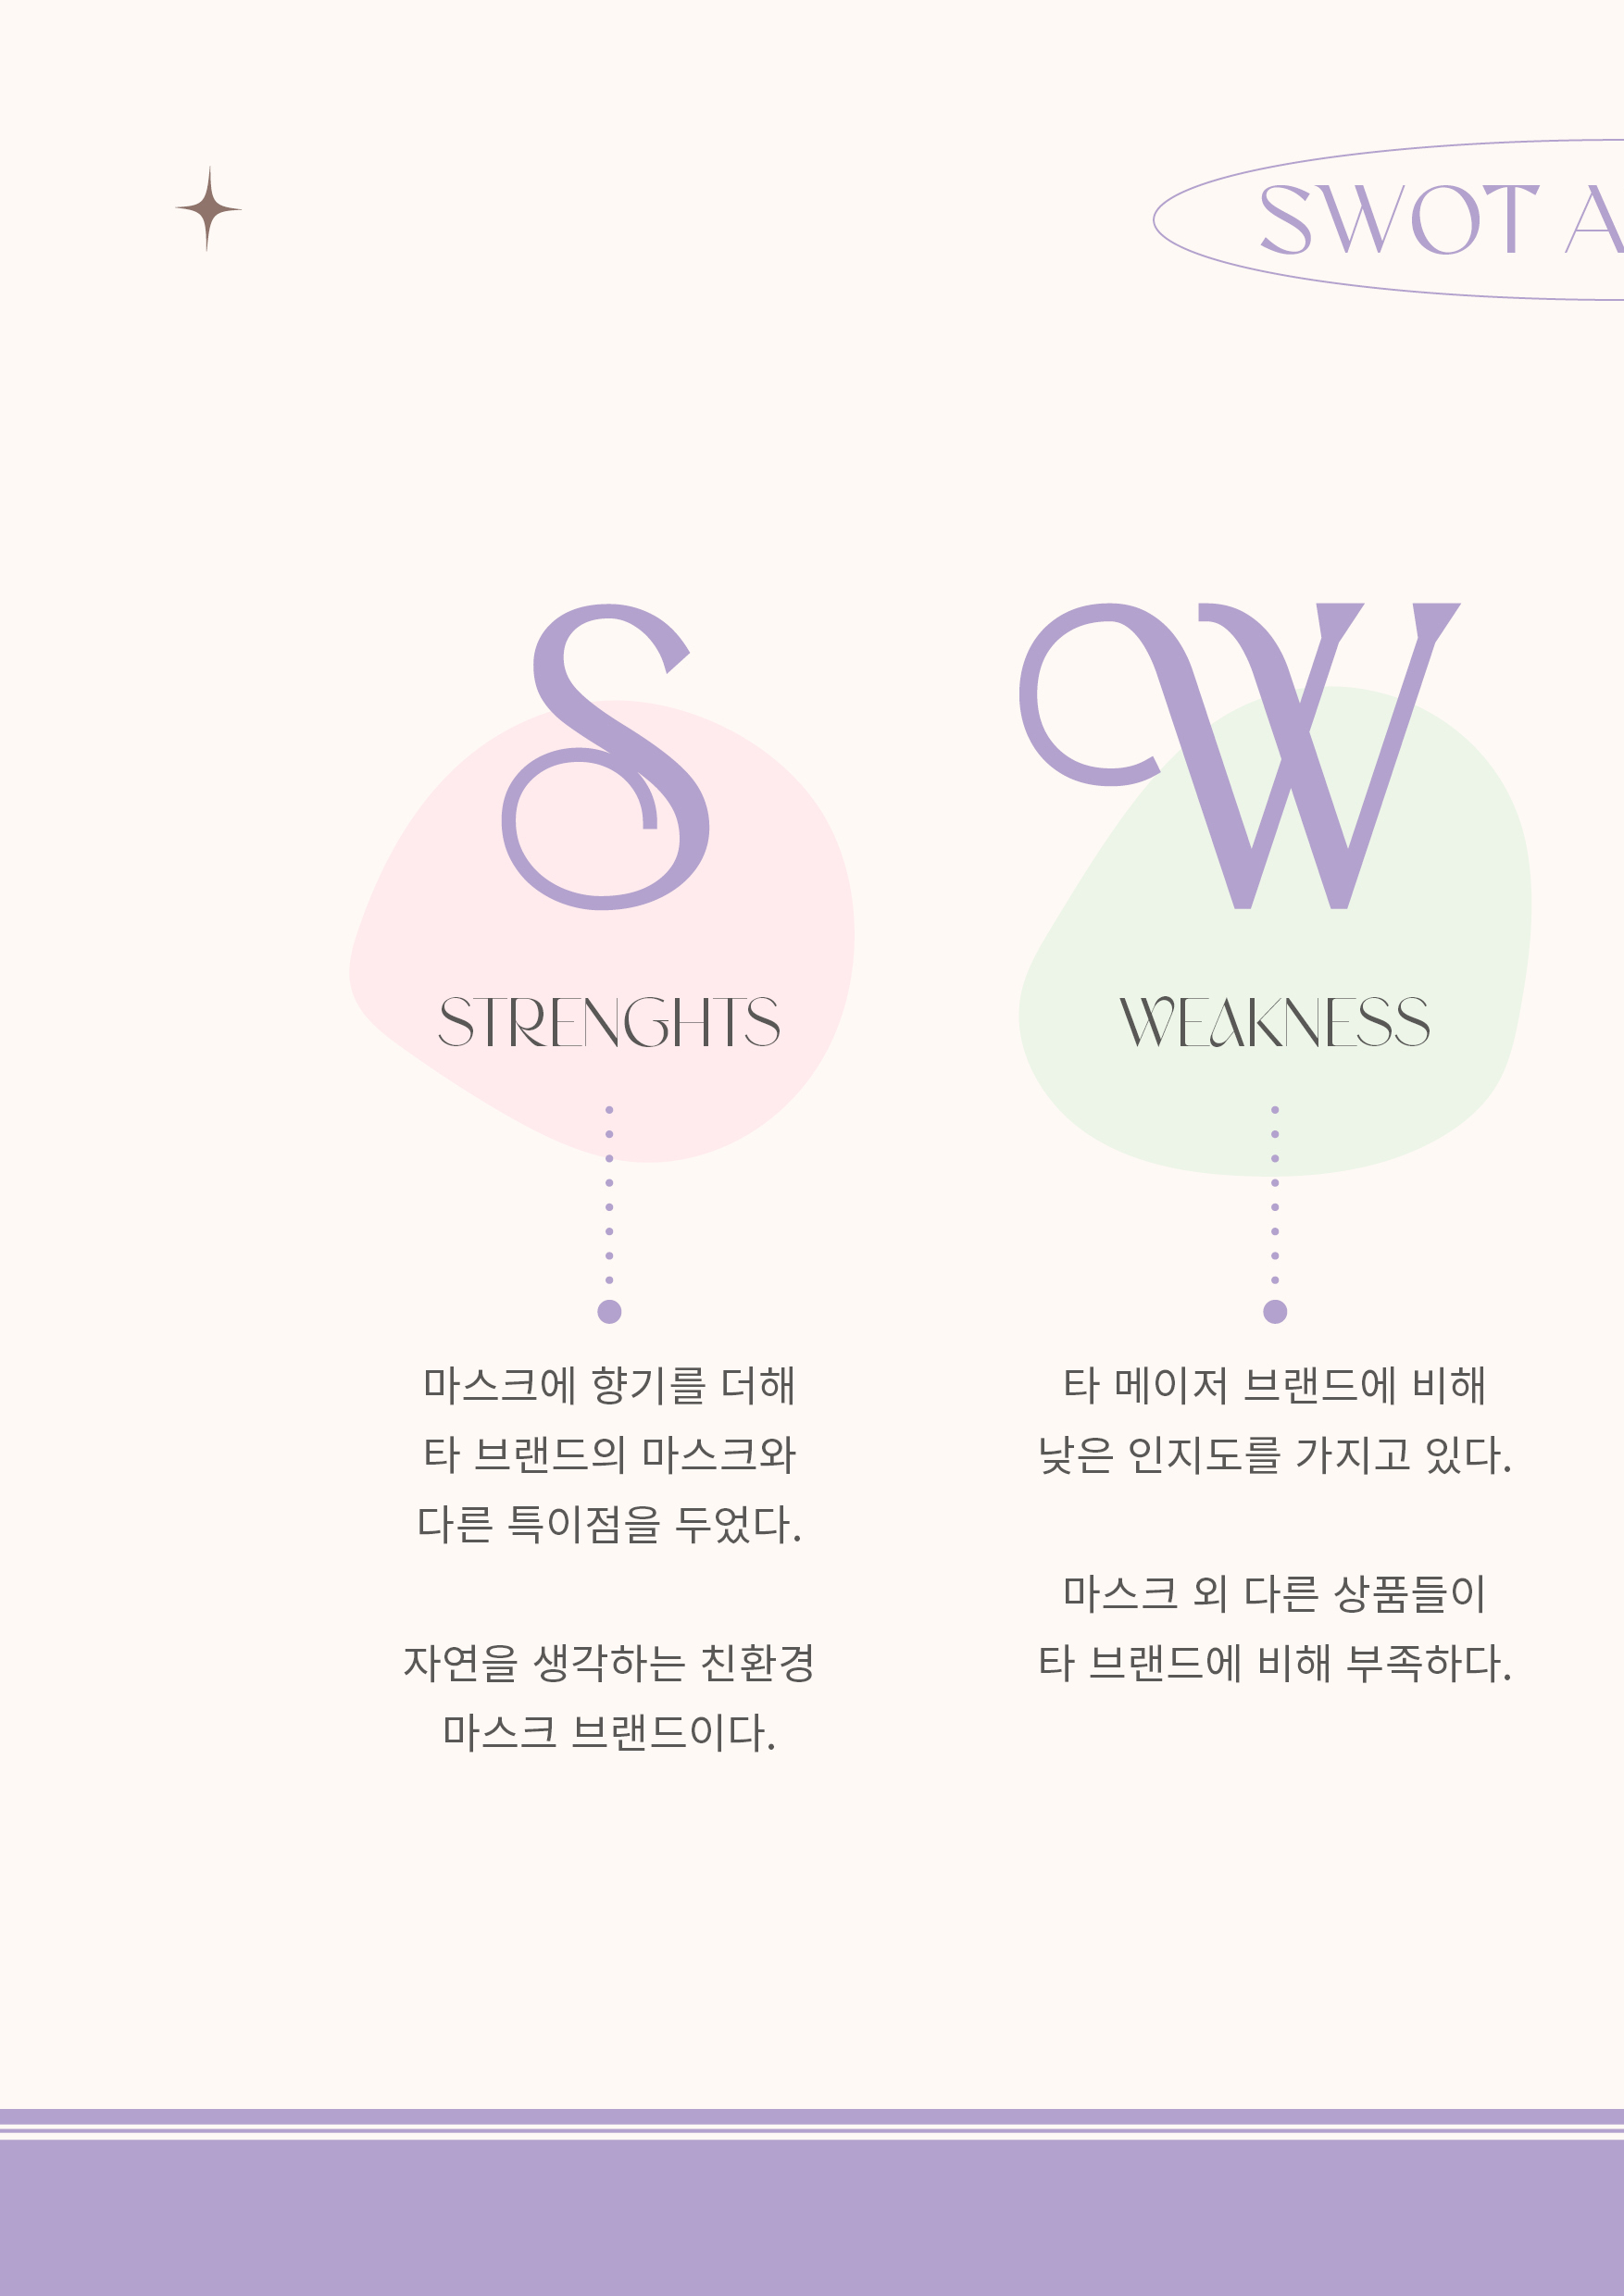 SWOT A
S
STRENGHTS
마스크에 향기를 더해
타 브랜드의 마스크와
다른 특이점을 두었다.
자연을 생각하는 친환경
마스크 브랜드이다.
W
WEAKNESS
타 메이저 브랜드에 비해
낮은 인지도를 가지고 있다.
마스크 외 다른 상품들이
타 브랜드에 비해 부족하다.